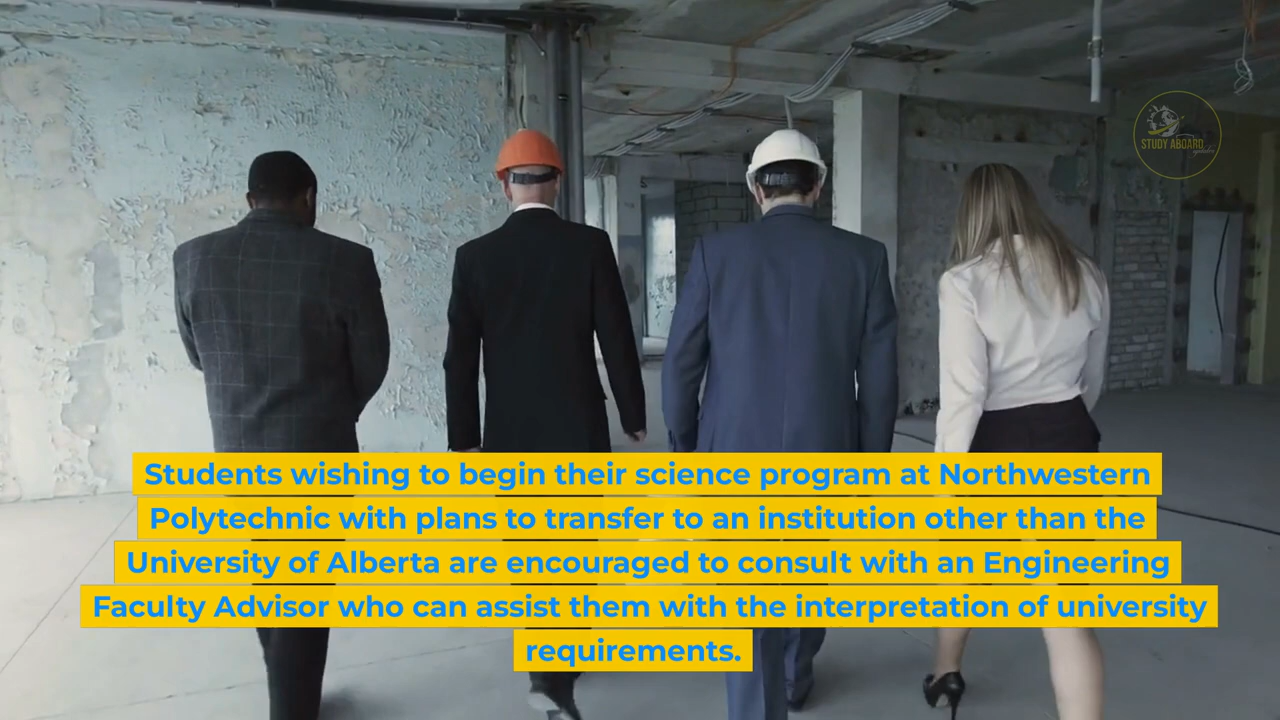 STUDY ABOARD
Students wishing to begin their science program at Northwestern
Polytechnic with plans to transfer to an institution other than the
University of Alberta are encouraged to consult with an Engineering
Faculty Advisor who can assist them with the interpretation of university
requirements.